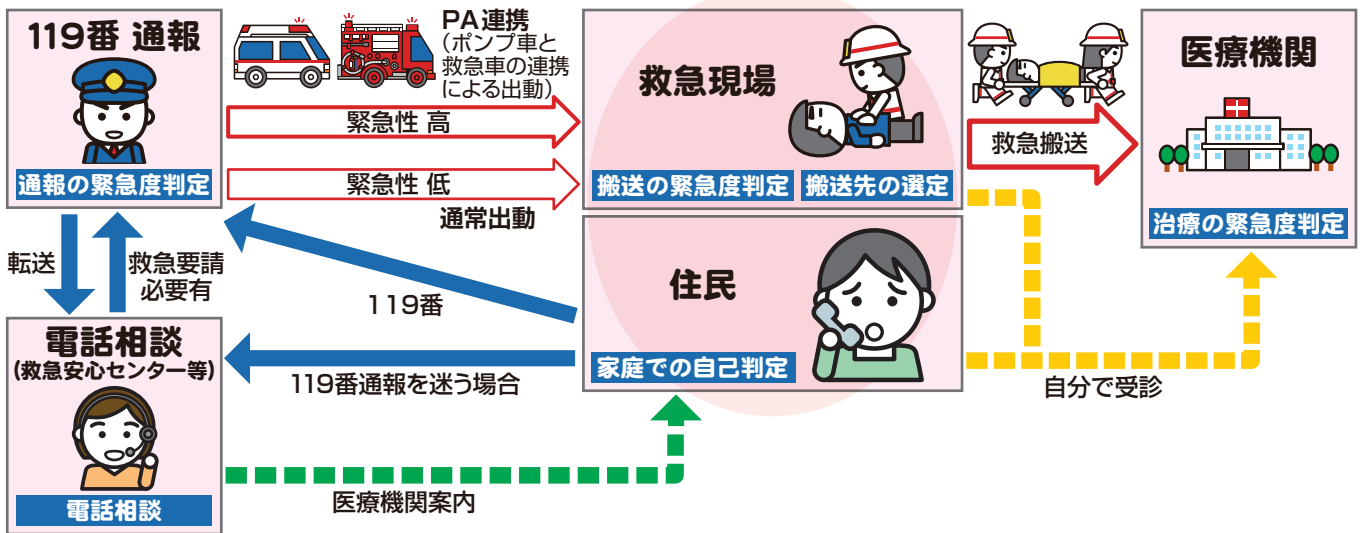 119番 通報
通報の緊急度判定
PA連携
(ポンプ車と
救急車の連携
による出動)
緊急性 高
緊急性 低
通常出動
救急現場
搬送の緊急度判定
搬送先の選定
救急搬送
医療機関
治療の緊急度判定
転送
救急要請
必要有
119番
住民
家庭での自己判定
電話相談
(救急安心センター等)
電話相談
119番通報を迷う場合
自分で受診
医療機関案内